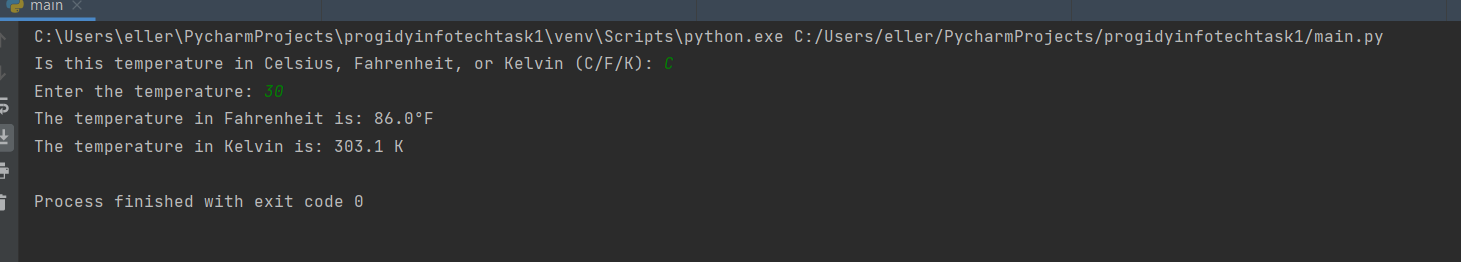 main
C:\Users\eller\PycharmProjects\progidyinfotechtask1\venv\Scripts\python.exe C:/Users/eller/PycharmProjects/progidyinfotechtask1/main.py
Is this temperature in Celsius, Fahrenheit, or Kelvin (C/F/K): C
Enter the temperature: 30
The temperature in Fahrenheit is: 86.0°F
The temperature in Kelvin is: 303.1 K
Process finished with exit code 0